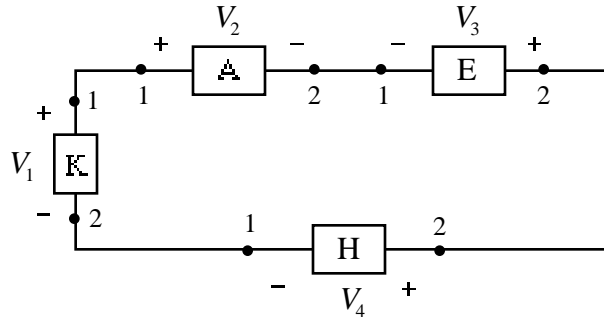 V2 V3
+ A − − E +
1 2 1 2
1
+
V1 K
− 2
1 2
H
− V4 +